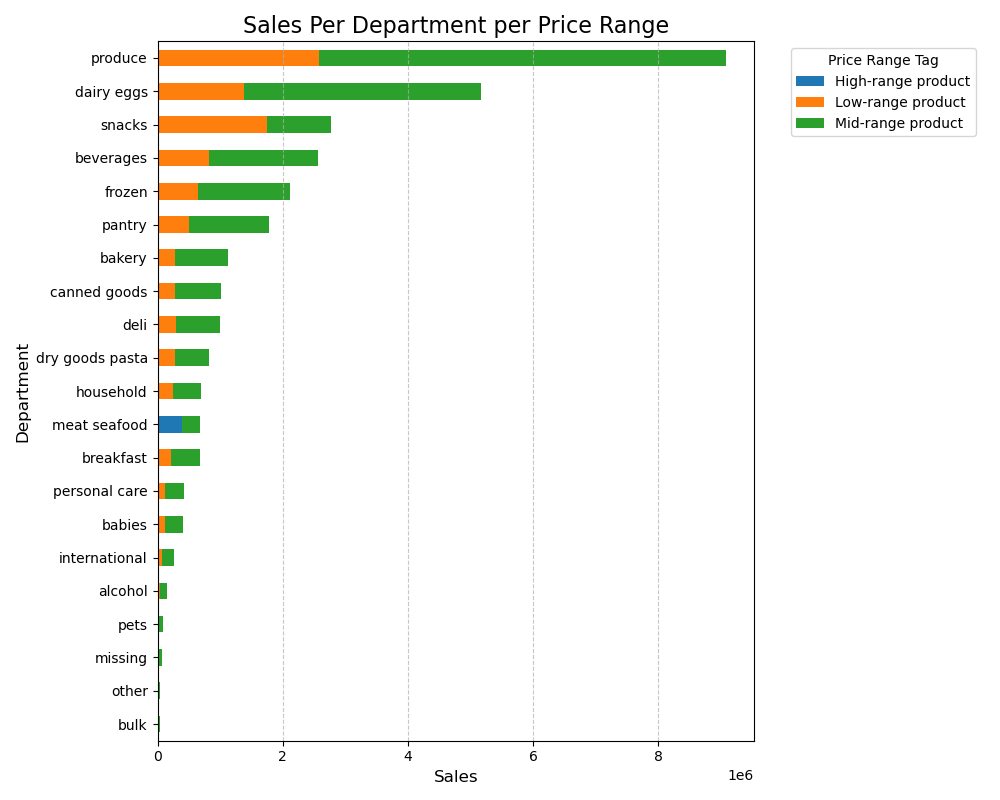 Sales Per Department per Price Range
Price Range Tag
High-range product
Low-range product
Mid-range product
Department
produce
dairy eggs
snacks
beverages
frozen
pantry
bakery
canned goods
deli
dry goods pasta
household
meat seafood
breakfast
personal care
babies
international
alcohol
pets
missing
other
bulk
0 2 4 6 8
1e6
Sales